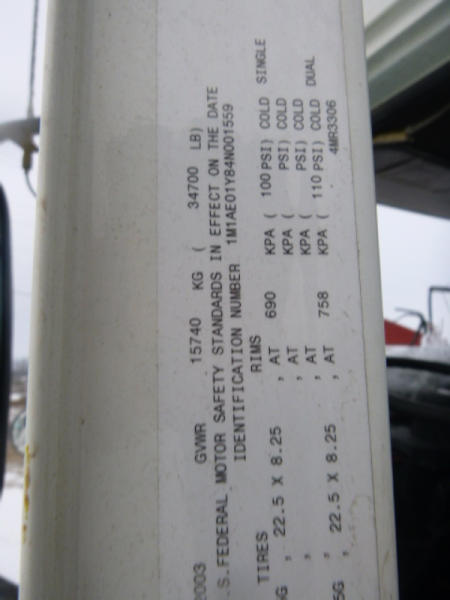 2003 GVWR 15740 KG ( 34700 LB)
.S. FEDERAL MOTOR SAFETY STANDARDS IN EFFECT ON THE DATE
IDENTIFICATION NUMBER 1M1AE01Y84N001559
TIRES RIMS
G , 22.5 X 8.25 , AT 690 KPA ( 100 PSI) COLD SINGLE
, , AT KPA ( PSI) COLD
, , AT KPA ( PSI) COLD
5G , 22.5 X 8.25 , AT 758 KPA ( 110 PSI) COLD DUAL
4MR3306